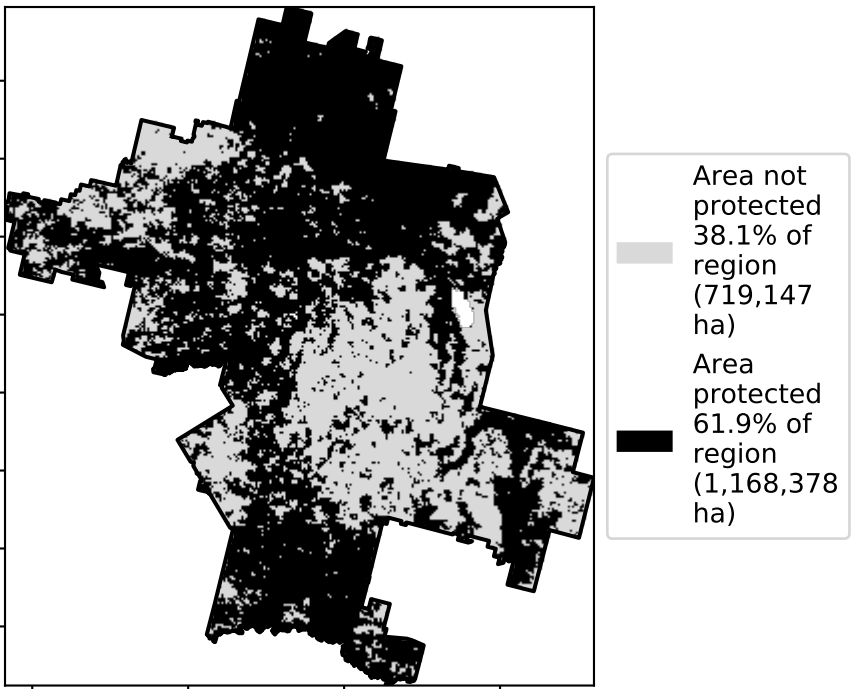 Area not
protected
38.1% of
region
(719,147
ha)
Area
protected
61.9% of
region
(1,168,378
ha)